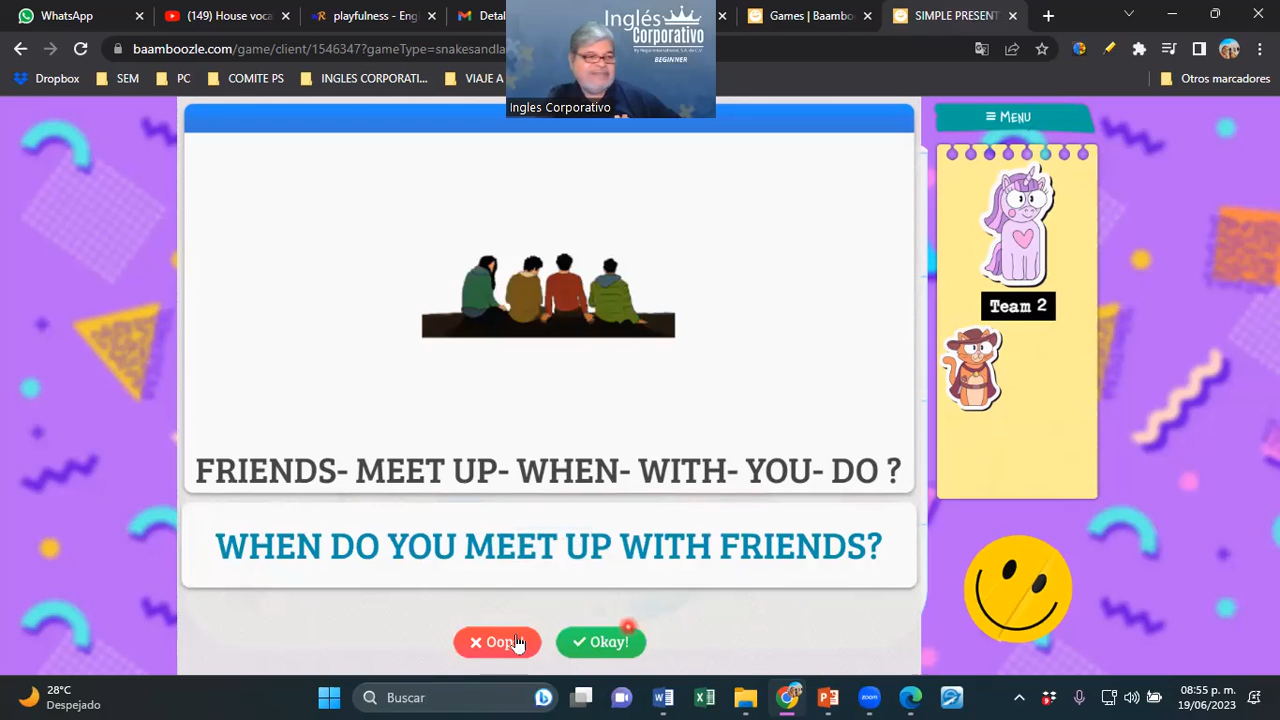 WhatsApp
(149) House vocab
playfulness - Eng
Detal
Games | Baambo
SIMPLE PRESENT
baamboozle.com/game/client/1546347?gameType=snakesandla
Dropbox
SEM
PC
COMITE PS
INGLES CORPORATI...
VIAJE A
Otros marcadores
Inglés
Corporativo
BEGINNER
Ingles Corporativo
MENU
Team 2
FRIENDS- MEET UP- WHEN- WITH- YOU- DO ?
WHEN DO YOU MEET UP WITH FRIENDS?
Okay!
28°C
Despejado
Buscar
zoom
08:55 p. m.
19/06/2023